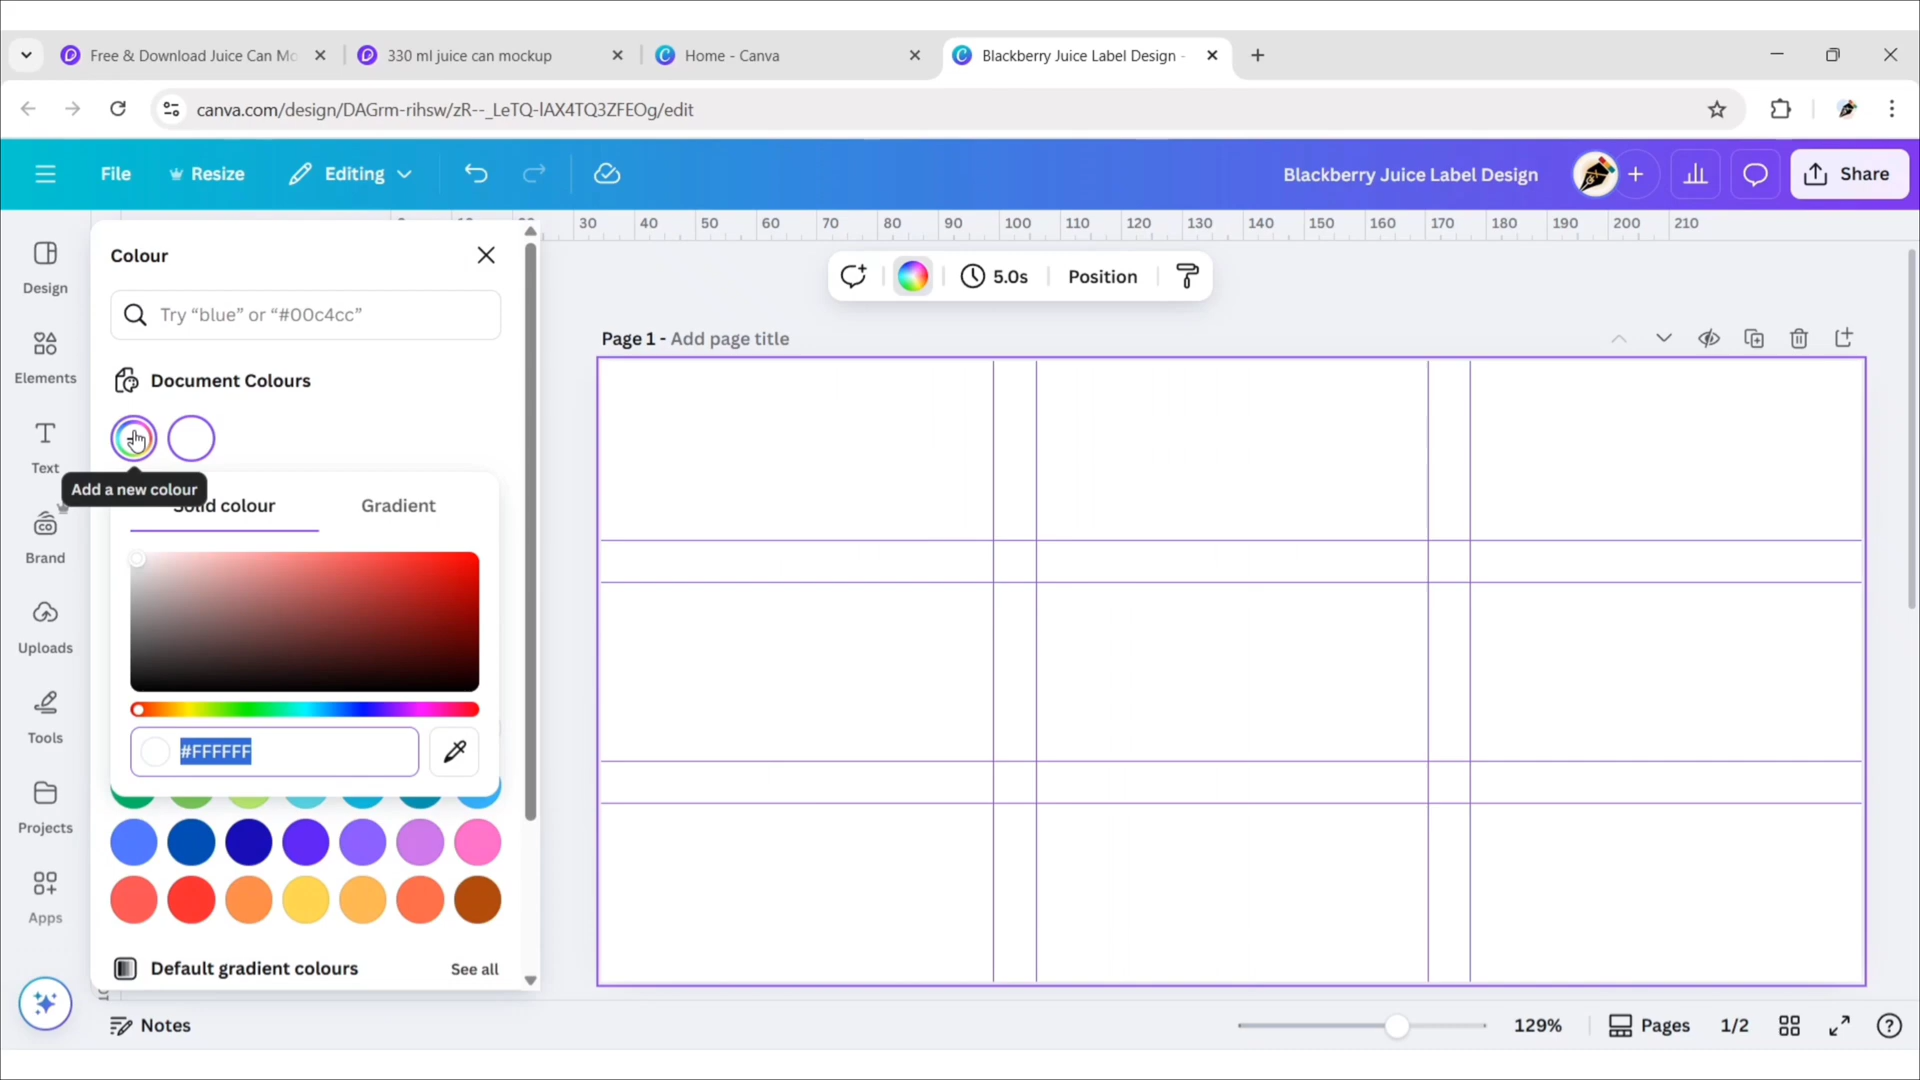 Free & Download Juice Can Mo
330 ml juice can mockup
Home - Canva
Blackberry Juice Label Design -
canva.com/design/DAGrm-rihsw/zR--_LeTQ-lAX4TQ3ZFEOg/edit
File
Resize
Editing
Blackberry Juice Label Design
Share
30 40 50 60 70 80 90 100 110 120 130 140 150 160 170 180 190 200 210
Design
Elements
Text
Brand
Uploads
Tools
Projects
Apps
Colour
Try “blue” or “#00c4cc”
Document Colours
Add a new colour
Solid colour
Gradient
#FFFFFF
Default gradient colours
See all
5.0s
Position
Page 1 - Add page title
Notes
129%
Pages
1/2